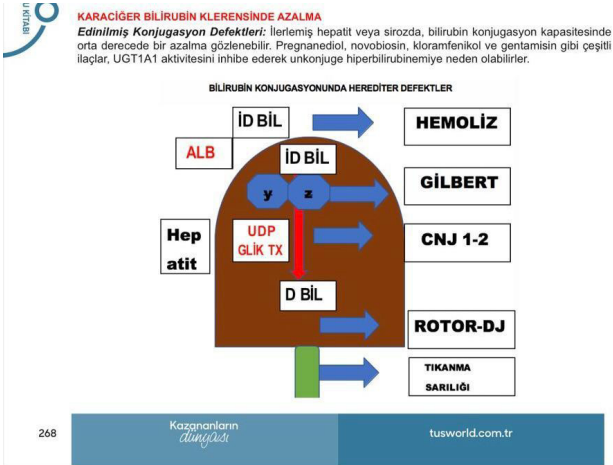 U KİTABI
KARACİĞER BİLİRUBİN KLERENSİNDE AZALMA
Edinilmiş Konjugasyon Defektleri: İlerlemiş hepatit veya sirozda, bilirubin konjugasyon kapasitesinde
orta derecede bir azalma gözlenebilir. Pregnanediol, novobiosin, kloramfenikol ve gentamisin gibi çeşitli
ilaçlar, UGT1A1 aktivitesini inhibe ederek unkonjuge hiperbilirubinemiye neden olabilirler.
BİLİRUBİN KONJUGASYONUNDA HEREDİTER DEFEKTLER
İD BİL
HEMOLİZ
ALB
İD BİL
y
z
GİLBERT
Hep
atit
UDP
GLİK TX
CNJ 1-2
D BİL
ROTOR-DJ
TIKANMA
SARILIĞI
268
Kazananların
dünyası
tusworld.com.tr